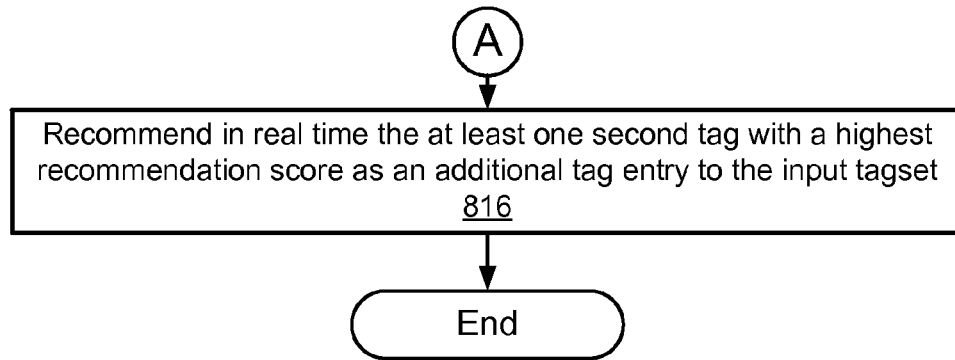 A
Recommend in real time the at least one second tag with a highest
recommendation score as an additional tag entry to the input tagset
816
End